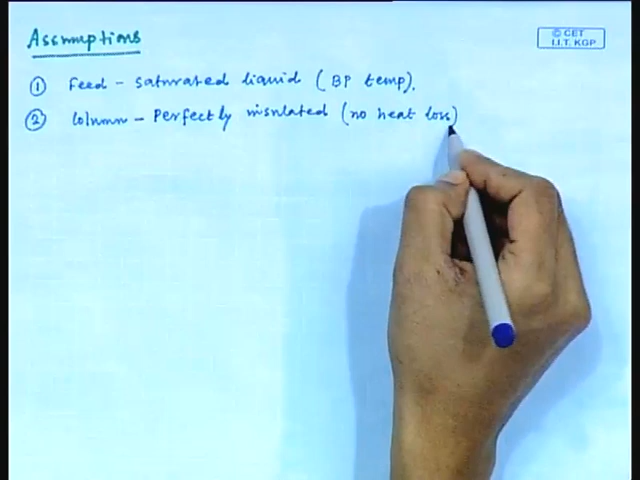 Assumptions
© CET
I.I.T. KGP
① Feed - saturated liquid (BP temp).
② Column - Perfectly insulated (no heat loss)